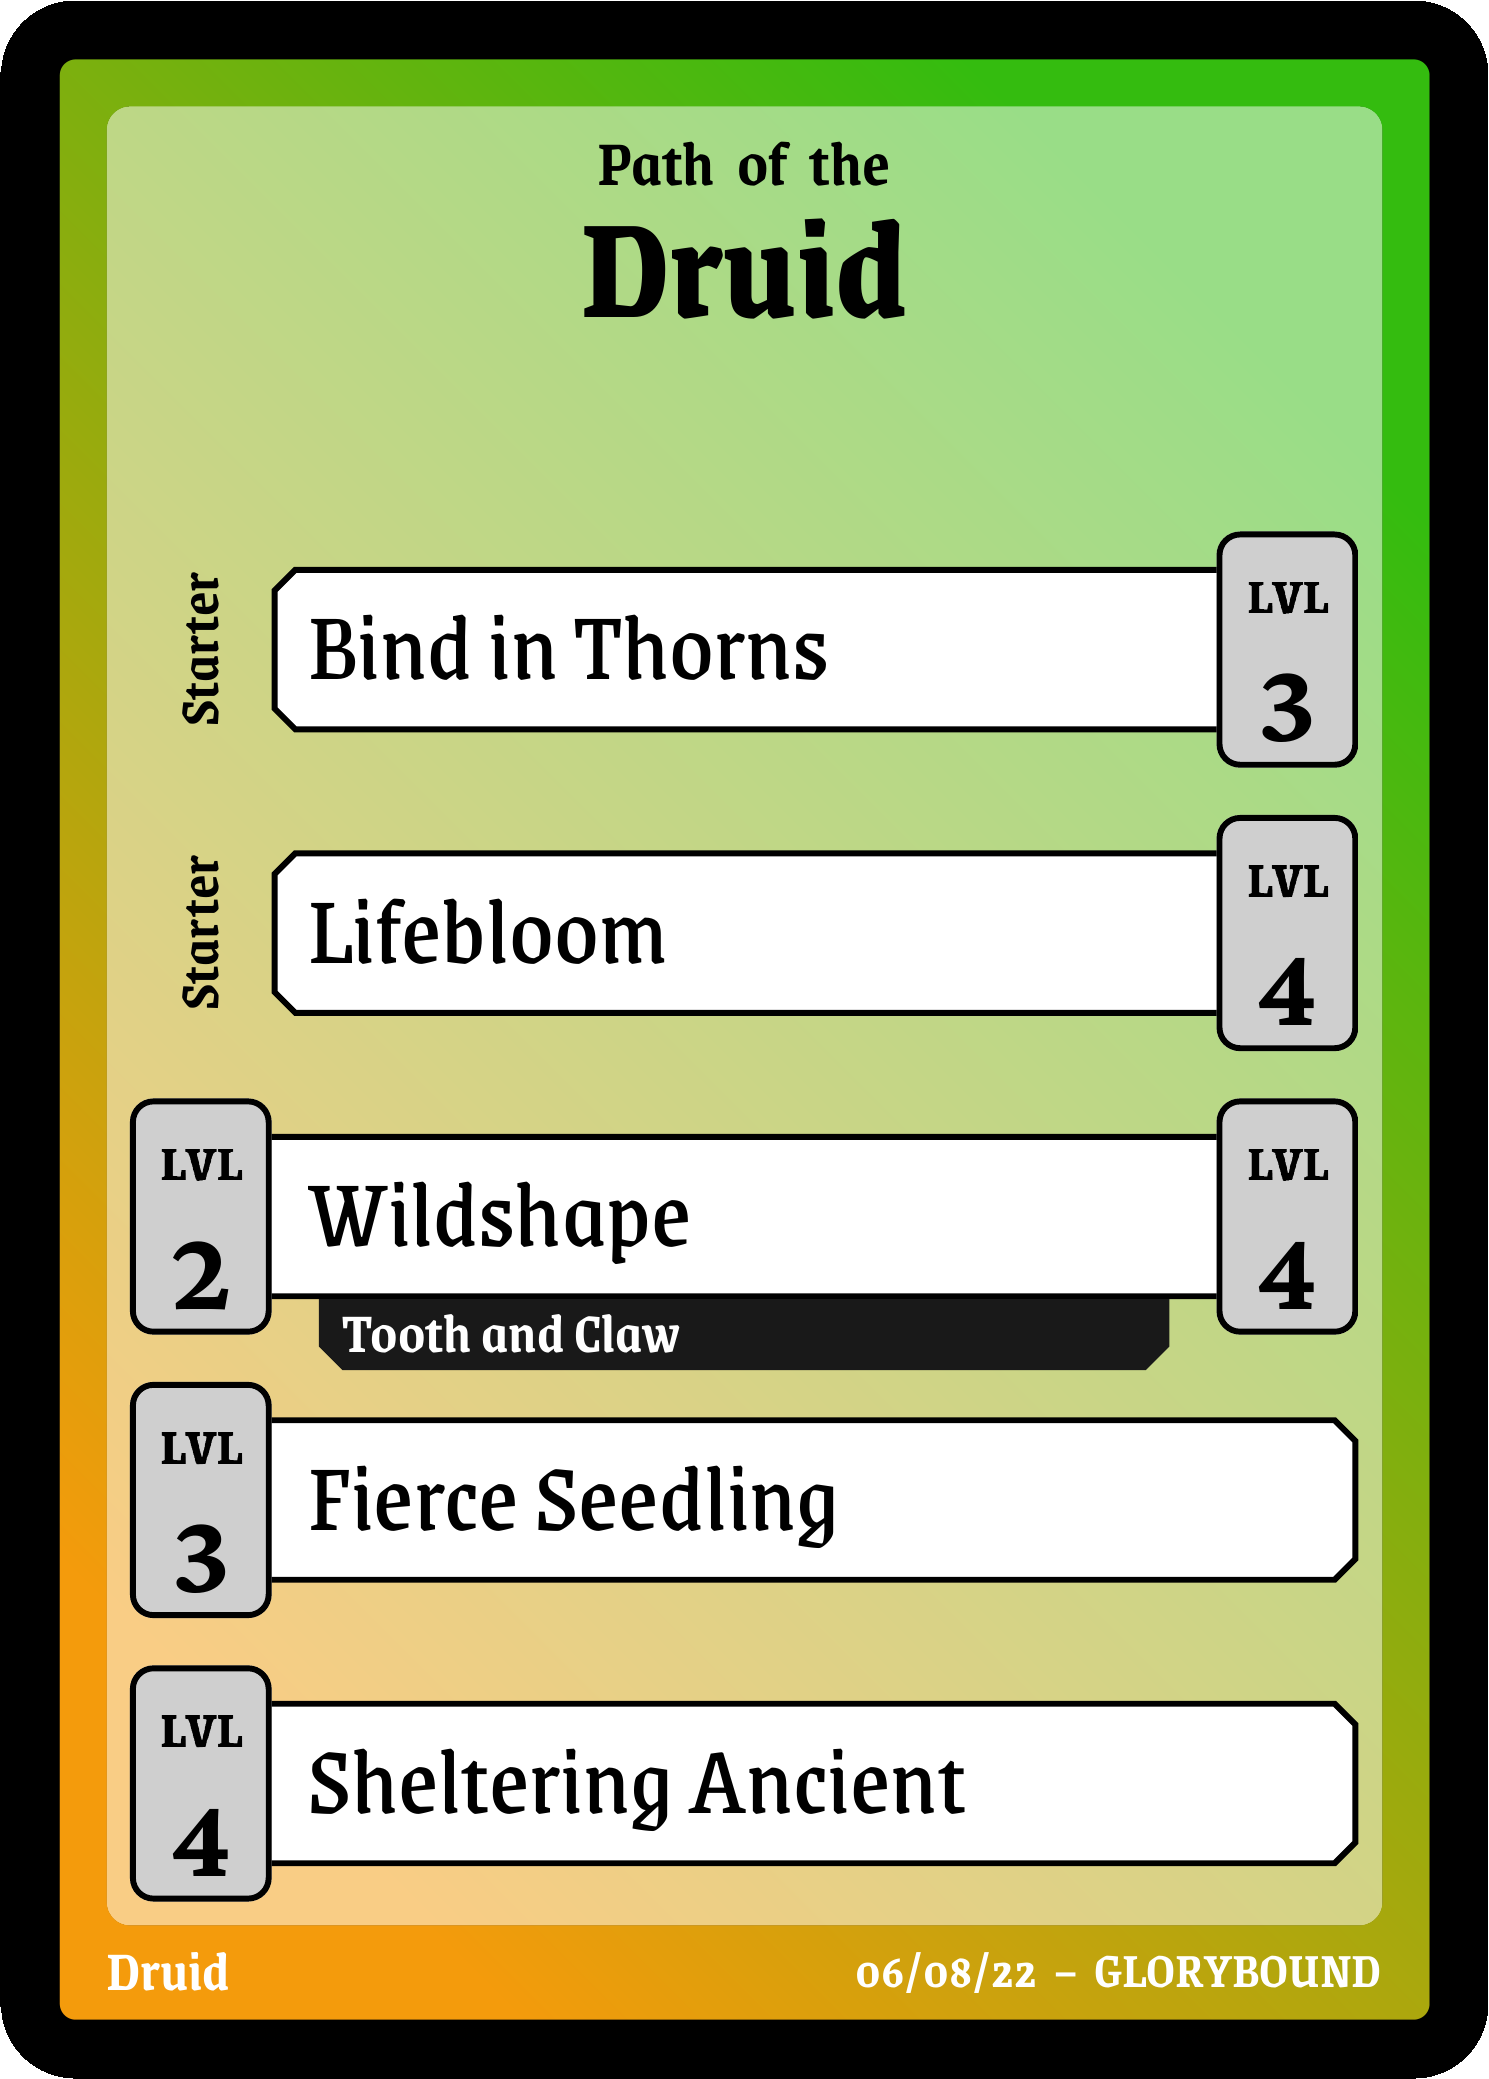 Path of the
Druid
Starter
Bind in Thorns
LVL
3
Starter
Lifebloom
LVL
4
LVL
2
Wildshape
LVL
4
Tooth and Claw
LVL
3
Fierce Seedling
LVL
4
Sheltering Ancient
Druid
06/08/22 – GLORYBOUND